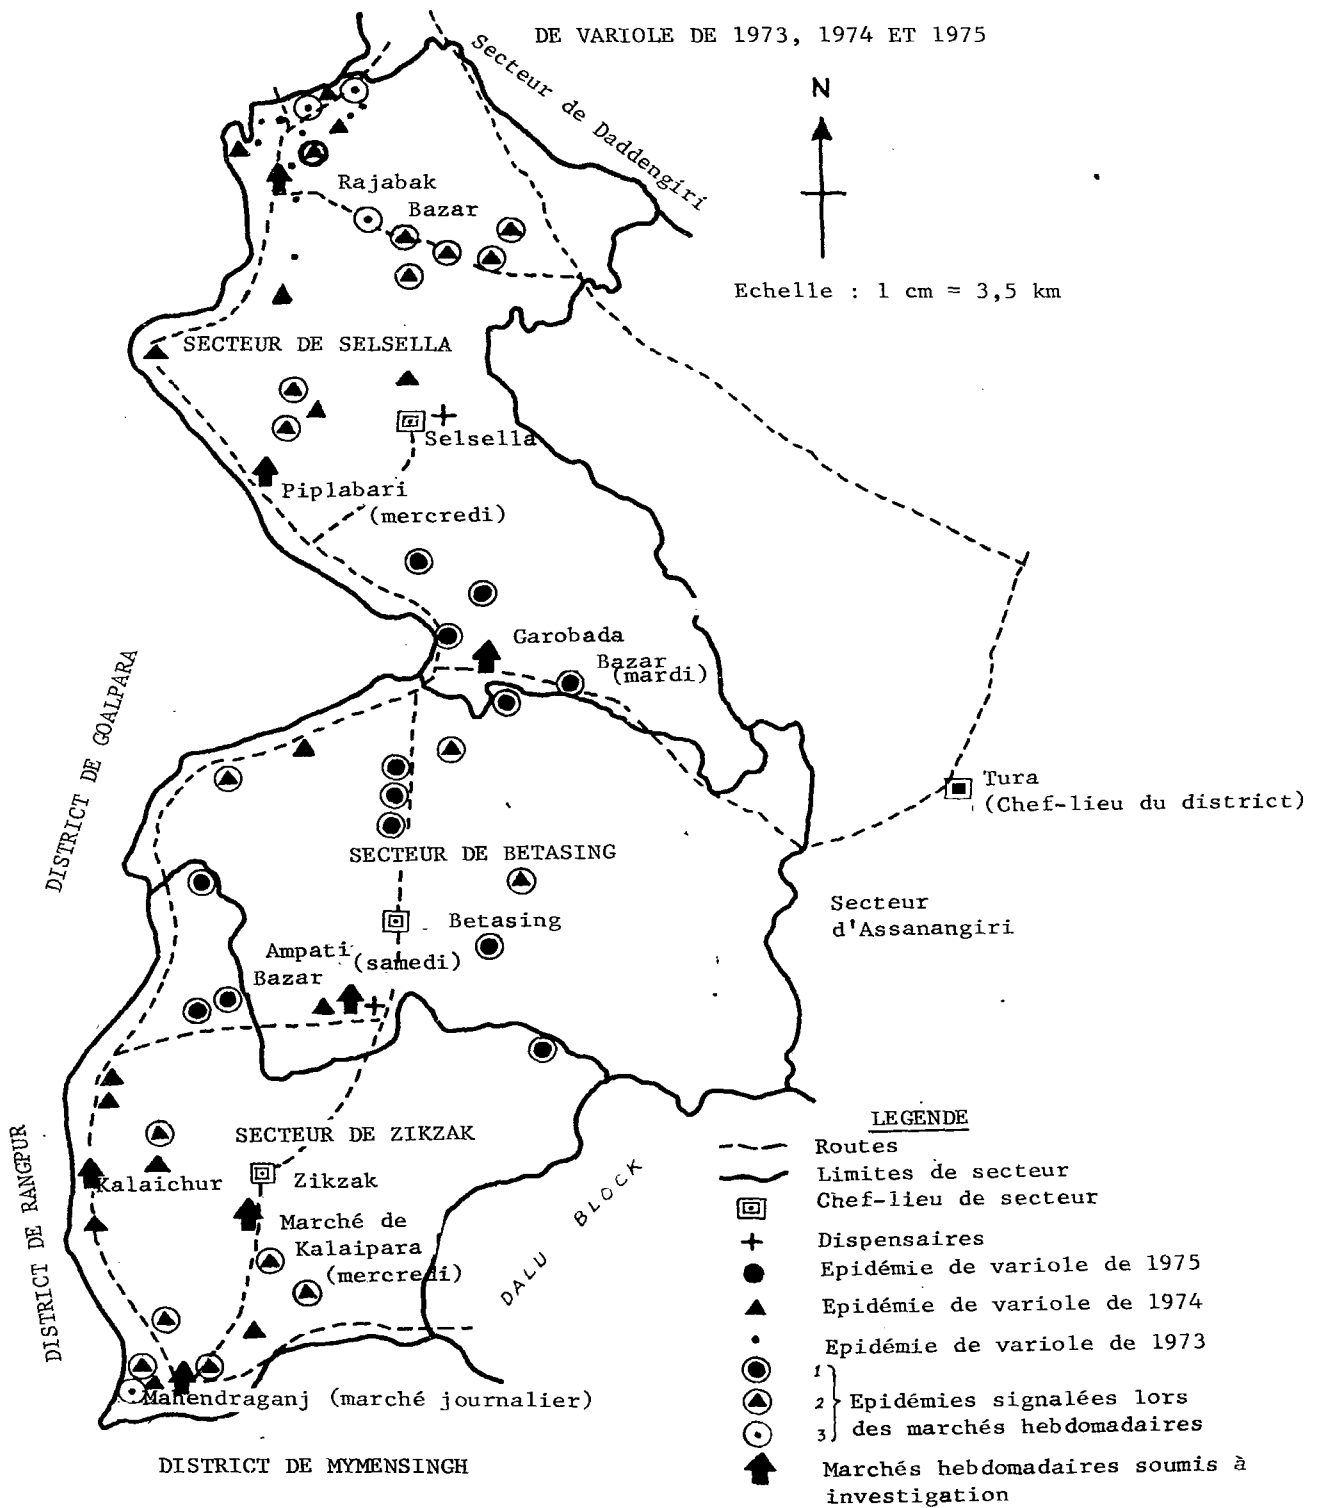 DE VARIOLE DE 1973, 1974 ET 1975
Secteur de Daddengiri
N
Rajabak
Bazar
Echelle : 1 cm = 3,5 km
SECTEUR DE SELSELLA
Selsella
Piplabari
(mercredi)
Garobada
Bazar
(mardi)
DISTRICT DE GOALPARA
Tura
(Chef-lieu du district)
SECTEUR DE BETASING
Secteur
d'Assanangiri
Betasing
Ampati
(samedi)
Bazar
LEGENDE
SECTEUR DE ZIKZAK
Routes
DISTRICT DE RANGPUR
Limites de secteur
Kalaichur
Zikzak
Chef-lieu de secteur
DALU BLOCK
Marché de
Kalaipara
(mercredi)
Dispensaires
Epidémie de variole de 1975
Epidémie de variole de 1974
Epidémie de variole de 1973
1
2 Epidémies signalées lors
3 des marchés hebdomadaires
Mahendraganj (marché journalier)
DISTRICT DE MYMENSINGH
Marchés hebdomadaires soumis à
investigation